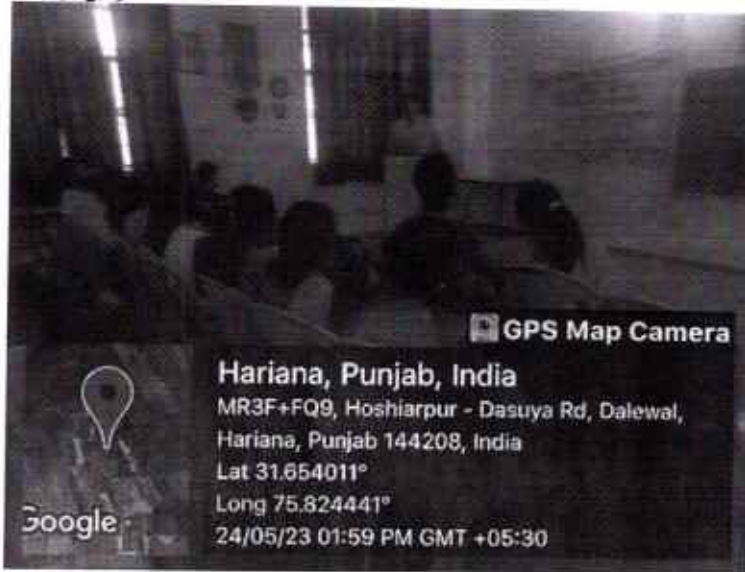 GPS Map Camera
Hariana, Punjab, India
MR3F+FQ9, Hoshiarpur - Dasuya Rd, Dalewal,
Hariana, Punjab 144208, India
Lat 31.654011°
Long 75.824441°
Google
24/05/23 01:59 PM GMT +05:30